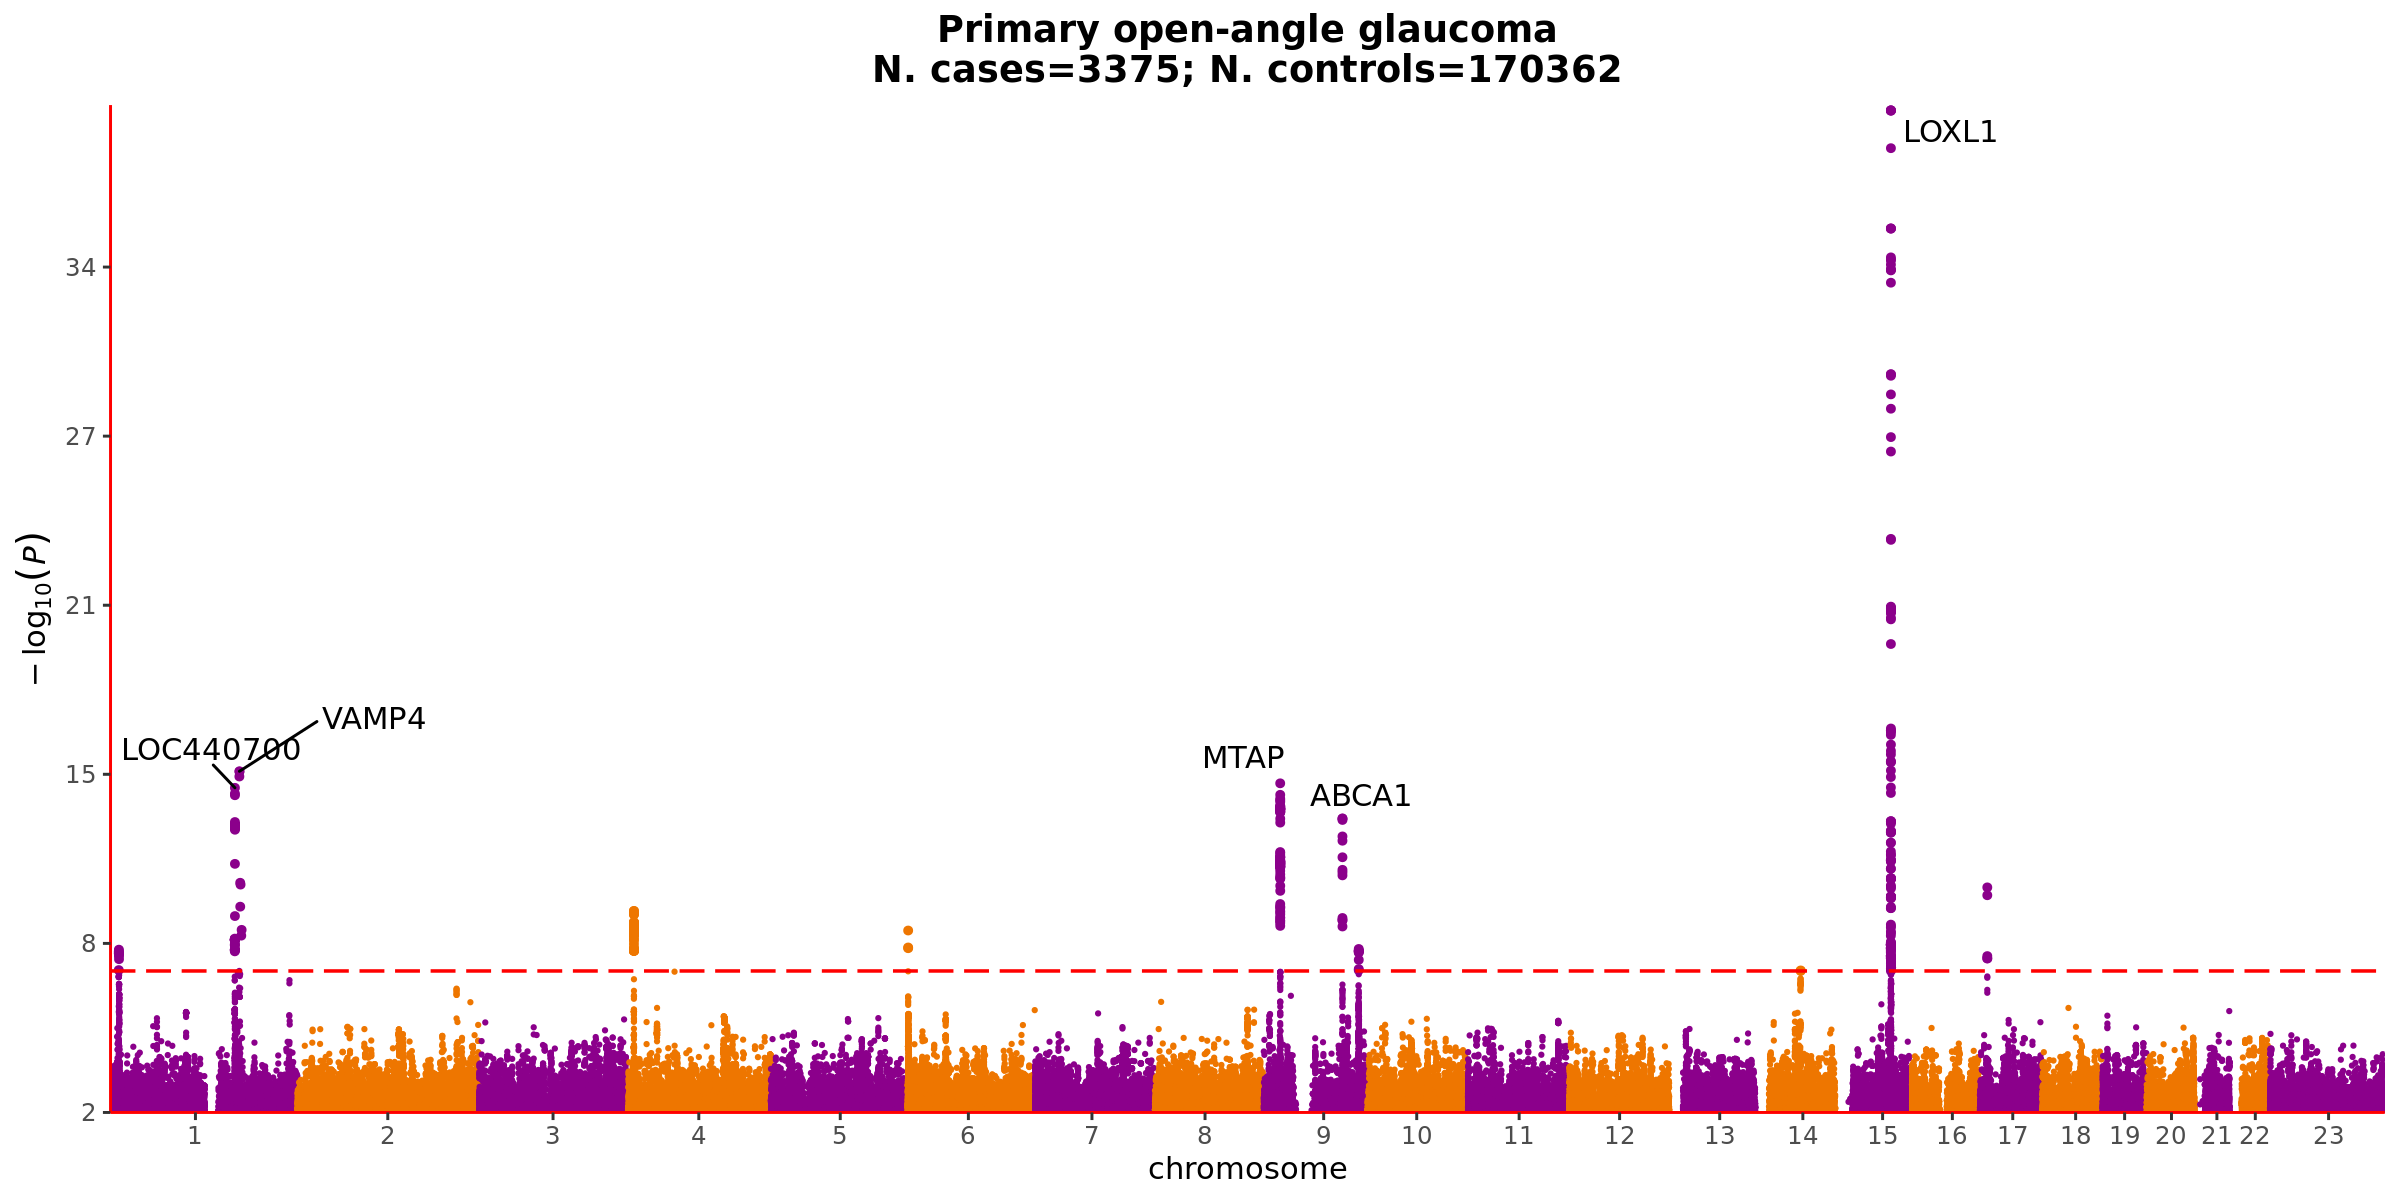 Primary open-angle glaucoma
N. cases=3375; N. controls=170362
LOXL1
34
27
21
15
8
2
−log10(P)
VAMP4
LOC440700
MTAP
ABCA1
1 2 3 4 5 6 7 8 9 10 11 12 13 14 15 16 17 18 19 20 21 22 23
chromosome